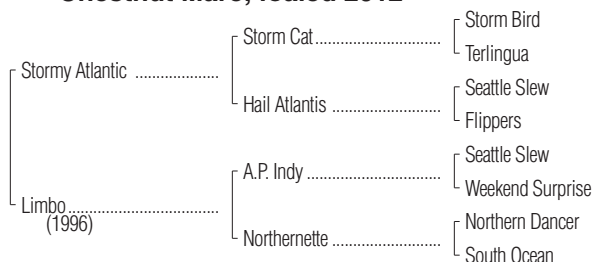 Chestnut Mare; foaled 2012
Storm Bird
Storm Cat
Terlingua
Stormy Atlantic
Seattle Slew
Hail Atlantis
Flippers
Seattle Slew
A.P. Indy
Weekend Surprise
Limbo
(1996)
Northern Dancer
Northernette
South Ocean